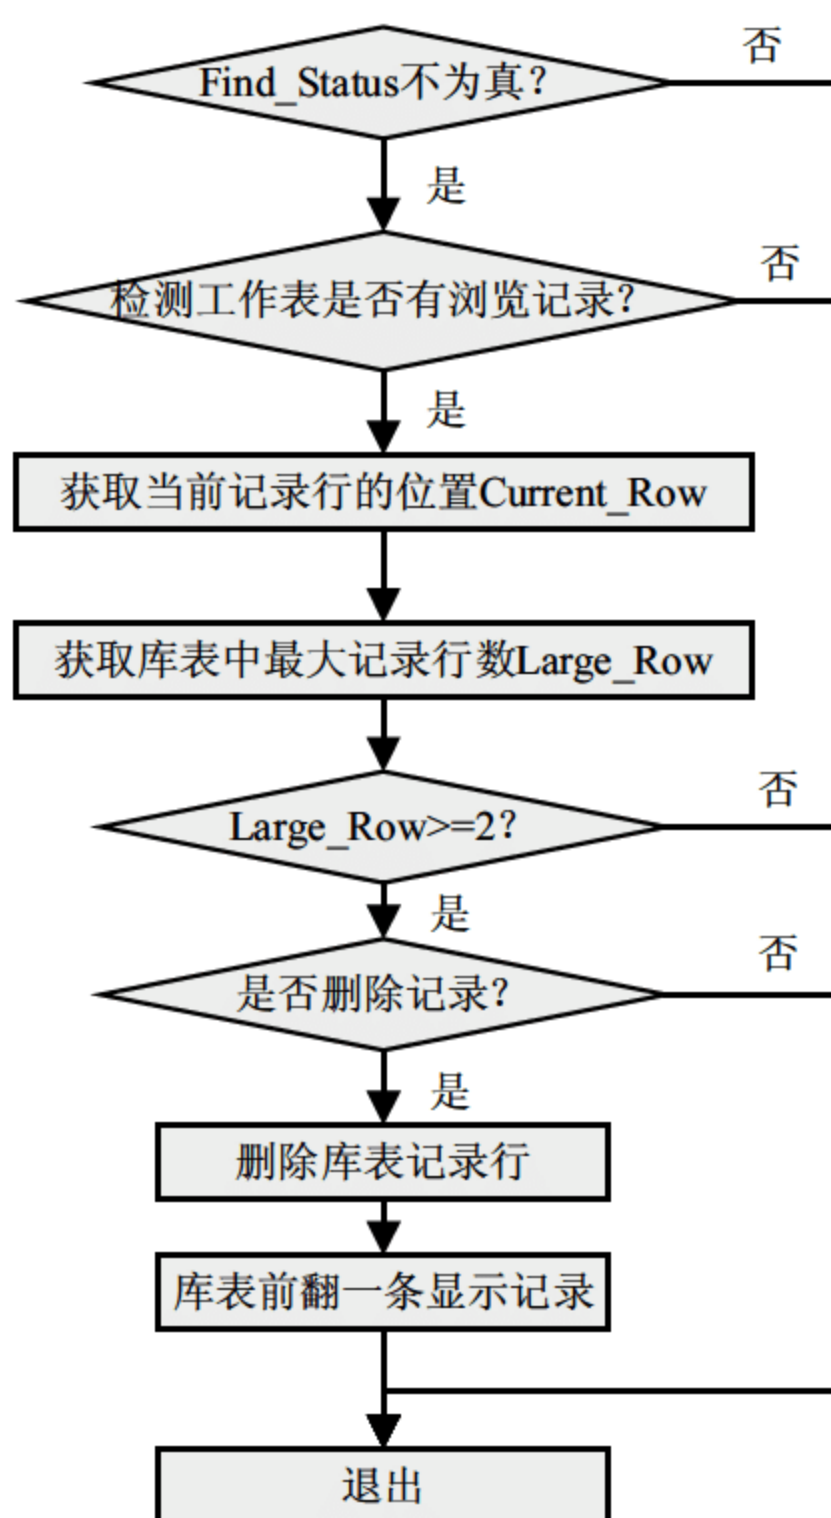 Find_Status不为真?
否
是
检测工作表是否有浏览记录?
否
是
获取当前记录行的位置Current_Row
获取库表中最大记录行数Large_Row
Large_Row>=2?
否
是
是否删除记录?
否
是
删除库表记录行
库表前翻一条显示记录
退出